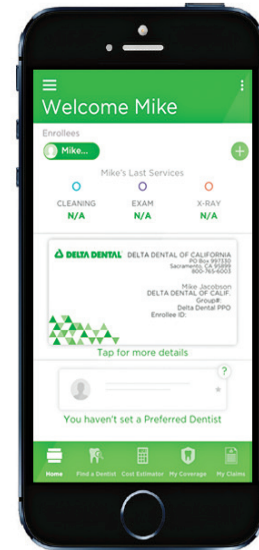 Welcome Mike
Enrollees
Mike...
Mike's Last Services
CLEANING EXAM X-RAY
N/A N/A N/A
DELTA DENTAL DELTA DENTAL OF CALIFORNIA
PO Box 997330
Sacramento, CA 95899
800-765-6003
Mike Jacobson
DELTA DENTAL OF CALIF.
Group#:
Delta Dental PPO
Enrollee ID:
Tap for more details
?
You haven't set a Preferred Dentist
Home Find a Dentist Cost Estimator My Coverage My Claims